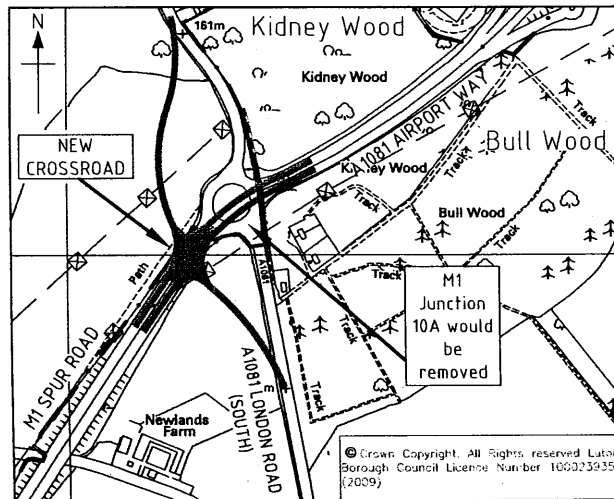 161m
Kidney Wood
N
Kidney Wood
A1081 AIRPORT WAY
Track
NEW
CROSSROAD
Kidney Wood
Bull Wood
Track
Track
Bull Wood
Path
A1081
Track
M1
Junction
10A would
be
removed
M1 SPUR ROAD
A1081 LONDON ROAD
(SOUTH)
Track
Track
Newlands
Farm
© Crown Copyright. All Rights reserved Luton
Borough Council Licence Number 100023935
(2009)